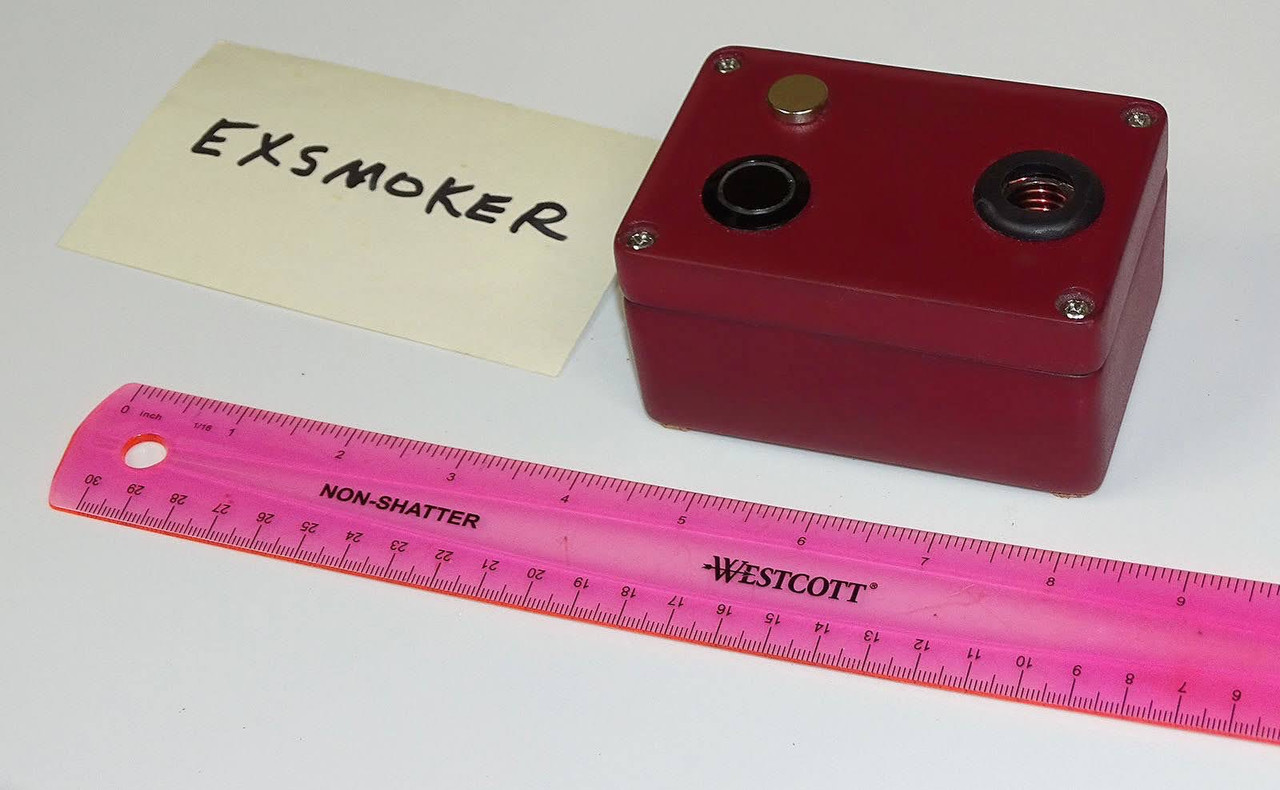 EXSMOKER
0 inch 1/16 1 2 3 4 5 6 7 8 9
NON-SHATTER
WESTCOTT®
30 29 28 27 26 25 24 23 22 21 20 19 18 17 16 15 14 13 12 11 10 9 8 7 6